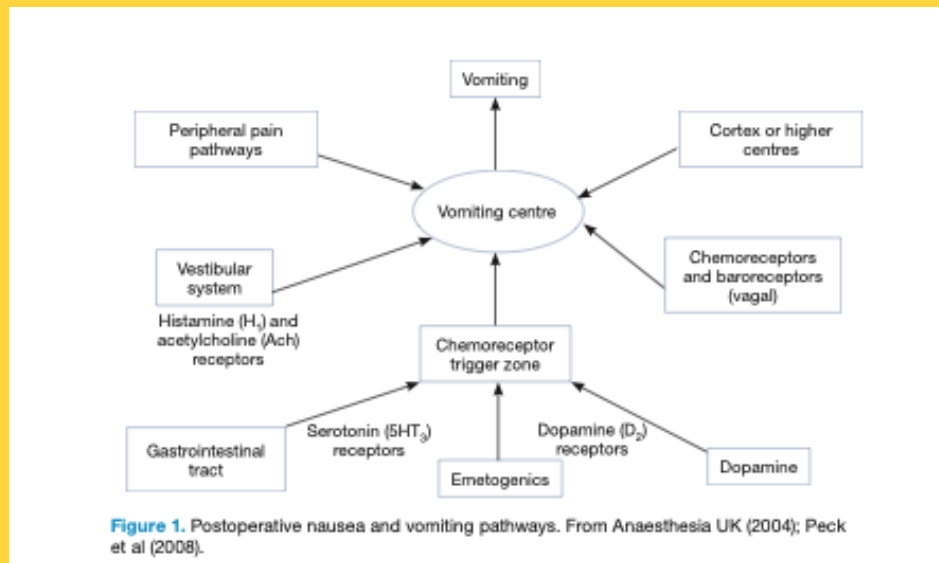 Vomiting
Peripheral pain
pathways
Cortex or higher
centres
Vomiting centre
Vestibular
system
Histamine (H₁) and
acetylcholine (Ach)
receptors
Chemoreceptors
and baroreceptors
(vagal)
Chemoreceptor
trigger zone
Gastrointestinal
tract
Serotonin (5HT₃)
receptors
Emetogenics
Dopamine (D₂)
receptors
Dopamine
Figure 1. Postoperative nausea and vomiting pathways. From Anaesthesia UK (2004); Peck
et al (2008).